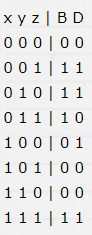 x y z | B D
0 0 0 | 0 0
0 0 1 | 1 1
0 1 0 | 1 1
0 1 1 | 1 0
1 0 0 | 0 1
1 0 1 | 0 0
1 1 0 | 0 0
1 1 1 | 1 1